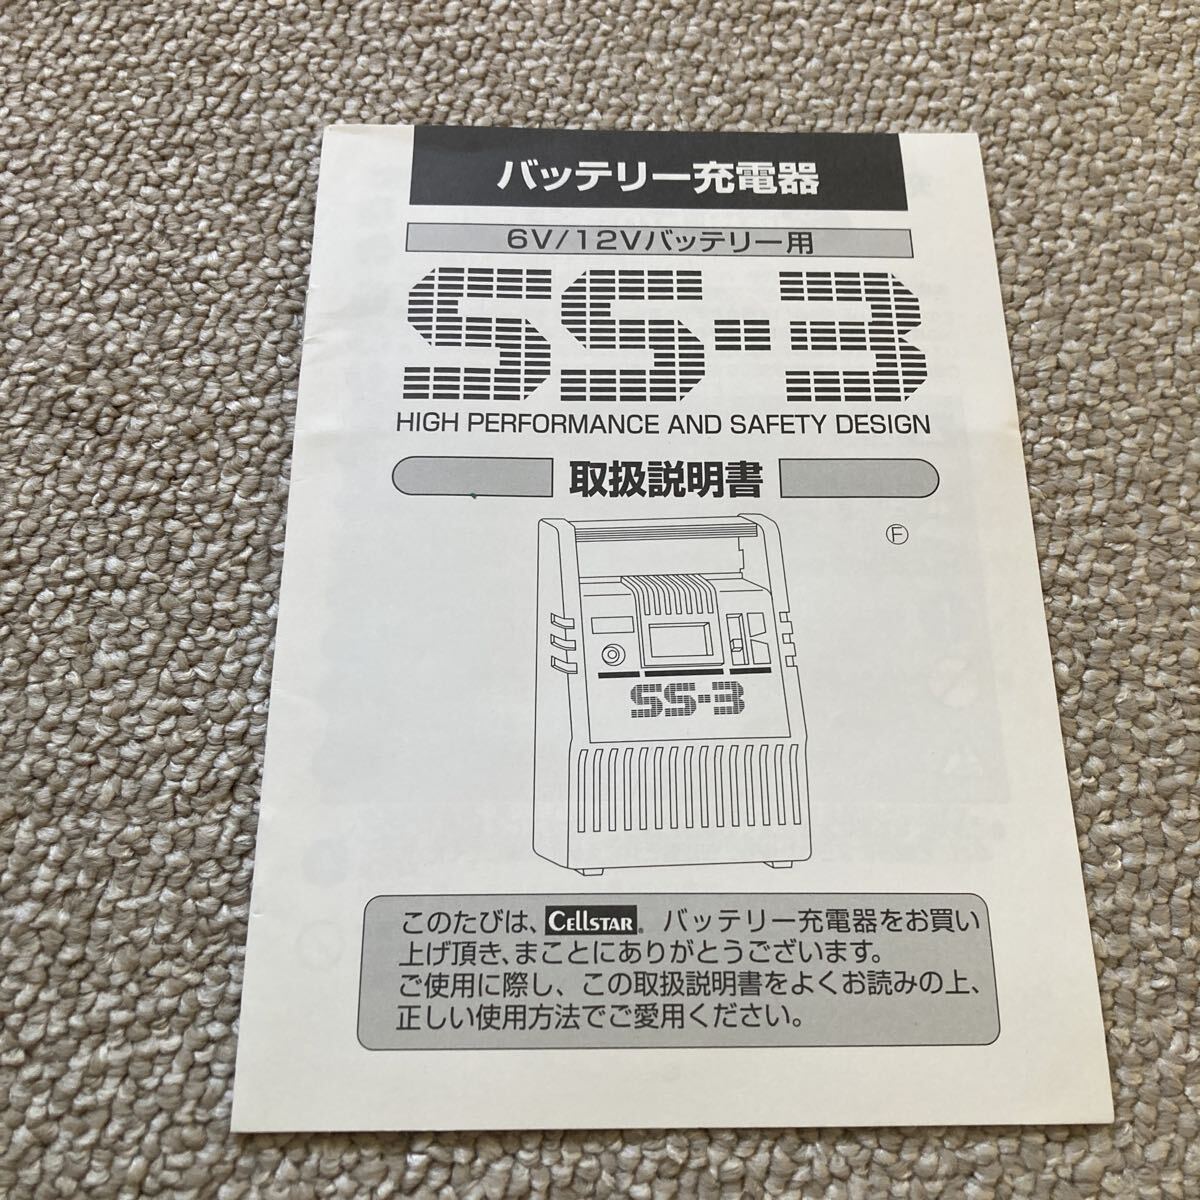 バッテリー充電器
6V/12Vバッテリー用
SS-3
HIGH PERFORMANCE AND SAFETY DESIGN
取扱説明書
Ⓕ
SS-3
このたびは、CELLSTAR。バッテリー充電器をお買い
上げ頂き、まことにありがとうございます。
ご使用に際し、この取扱説明書をよくお読みの上、
正しい使用方法でご愛用ください。